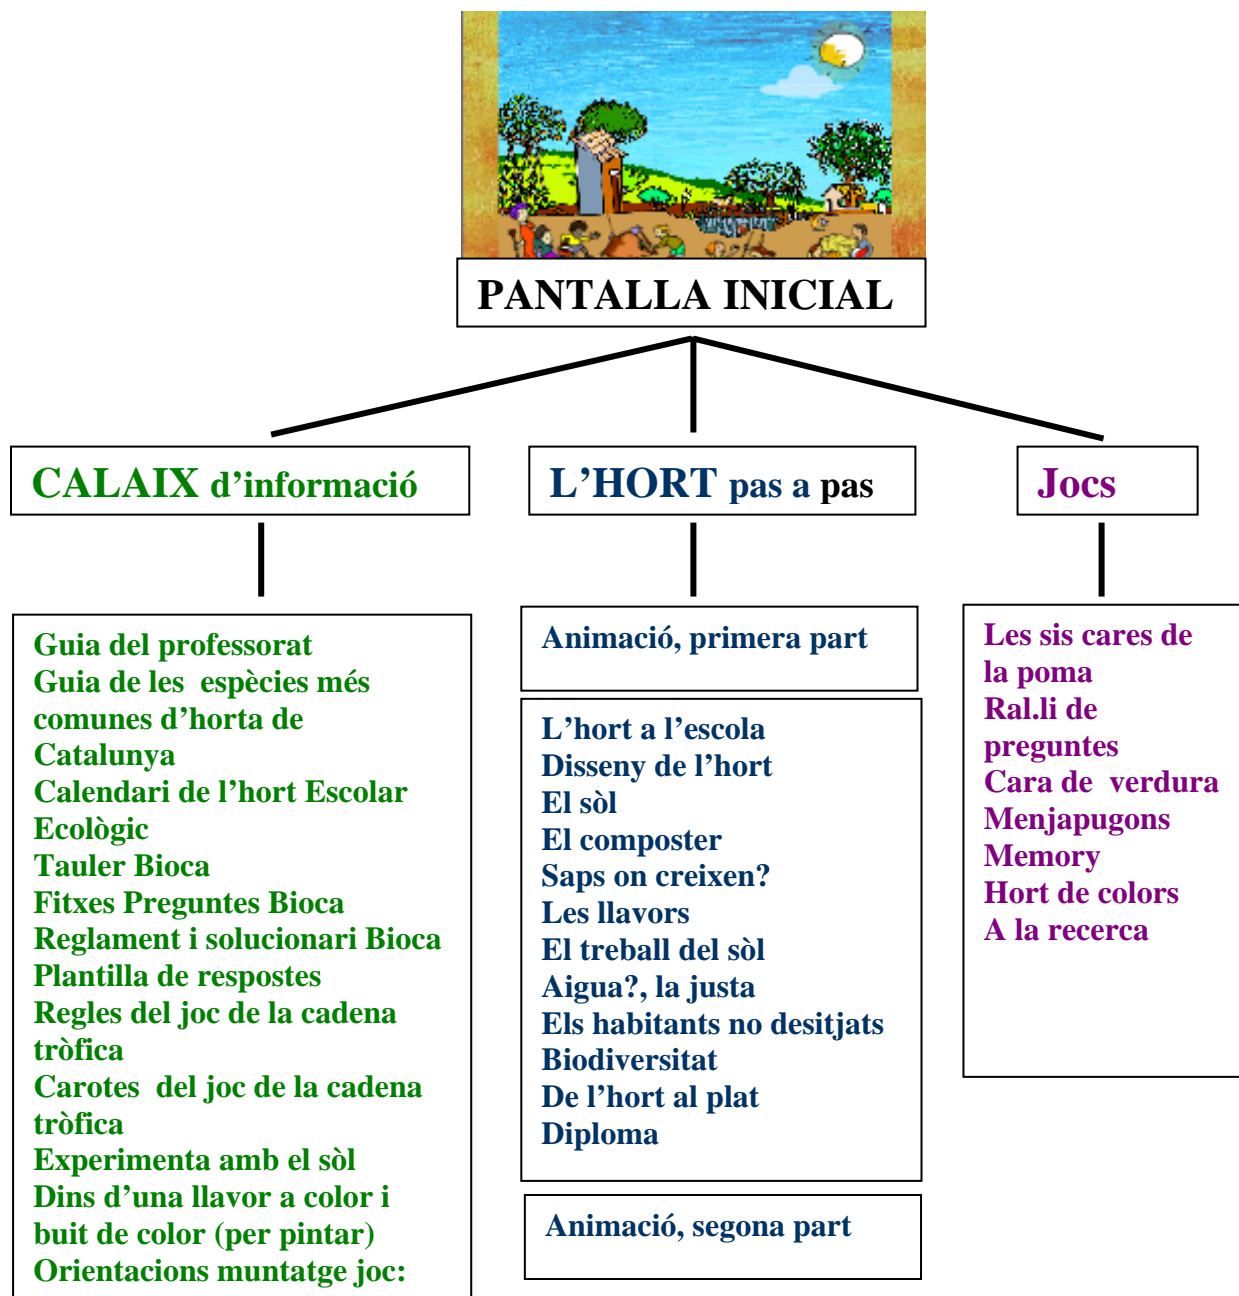 PANTALLA INICIAL
CALAIX d’informació
L’HORT pas a pas
Jocs
Guia del professorat
Guia de les espècies més
comunes d’horta de
Catalunya
Calendari de l’hort Escolar
Ecològic
Tauler Bioca
Fitxes Preguntes Bioca
Reglament i solucionari Bioca
Plantilla de respostes
Regles del joc de la cadena
tròfica
Carotes del joc de la cadena
tròfica
Experimenta amb el sòl
Dins d’una llavor a color i
buit de color (per pintar)
Orientacions muntatge joc:
Animació, primera part
L’hort a l’escola
Disseny de l’hort
El sòl
El composter
Saps on creixen?
Les llavors
El treball del sòl
Aigua?, la justa
Els habitants no desitjats
Biodiversitat
De l’hort al plat
Diploma
Animació, segona part
Les sis cares de
la poma
Ral.li de
preguntes
Cara de verdura
Menjapugons
Memory
Hort de colors
A la recerca